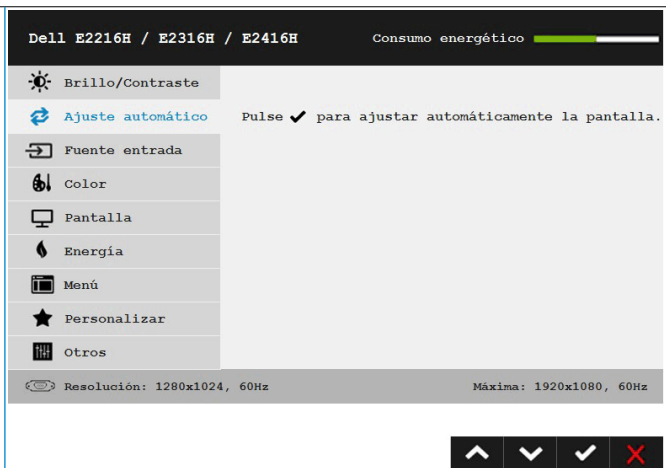 Dell E2216H / E2316H / E2416H Consumo energético
Brillo/Contraste
Ajuste automático
Pulse ✔ para ajustar automáticamente la pantalla.
Fuente entrada
Color
Pantalla
Energía
Menú
Personalizar
Otros
Resolución: 1280x1024, 60Hz Máxima: 1920x1080, 60Hz